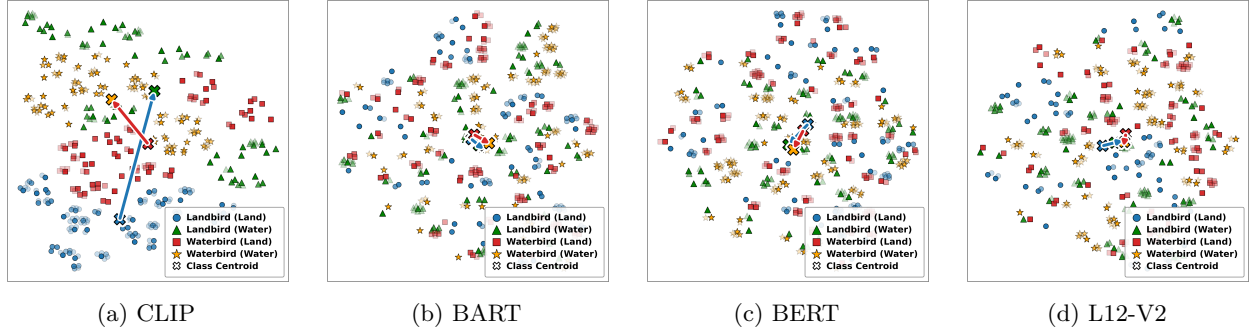 Landbird (Land)
Landbird (Water)
Waterbird (Land)
Waterbird (Water)
Class Centroid
(a) CLIP
Landbird (Land)
Landbird (Water)
Waterbird (Land)
Waterbird (Water)
Class Centroid
(b) BART
Landbird (Land)
Landbird (Water)
Waterbird (Land)
Waterbird (Water)
Class Centroid
(c) BERT
Landbird (Land)
Landbird (Water)
Waterbird (Land)
Waterbird (Water)
Class Centroid
(d) L12-V2